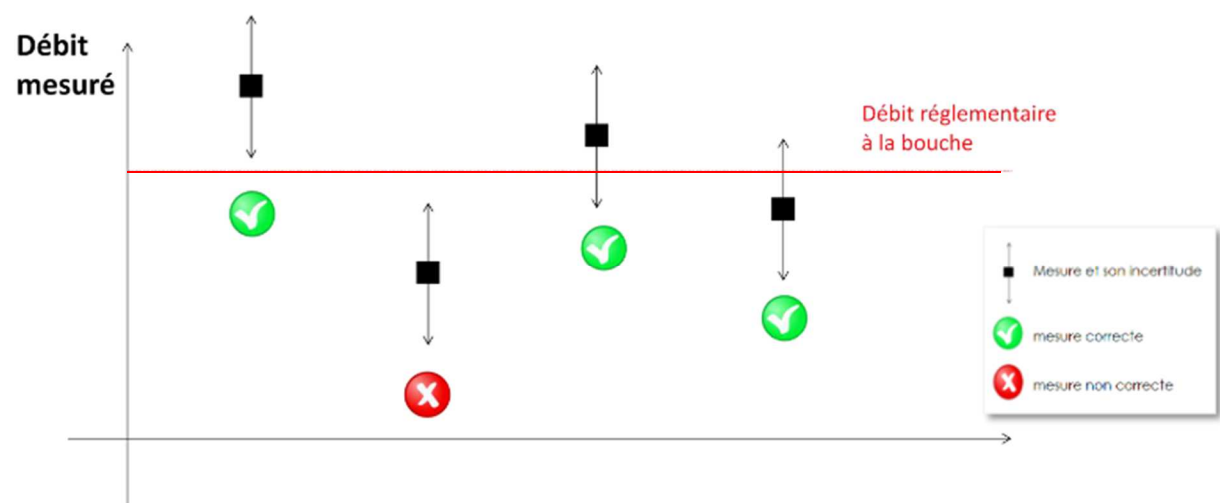 Débit
mesuré
Débit réglementaire
à la bouche
Mesure et son incertitude
mesure correcte
mesure non correcte